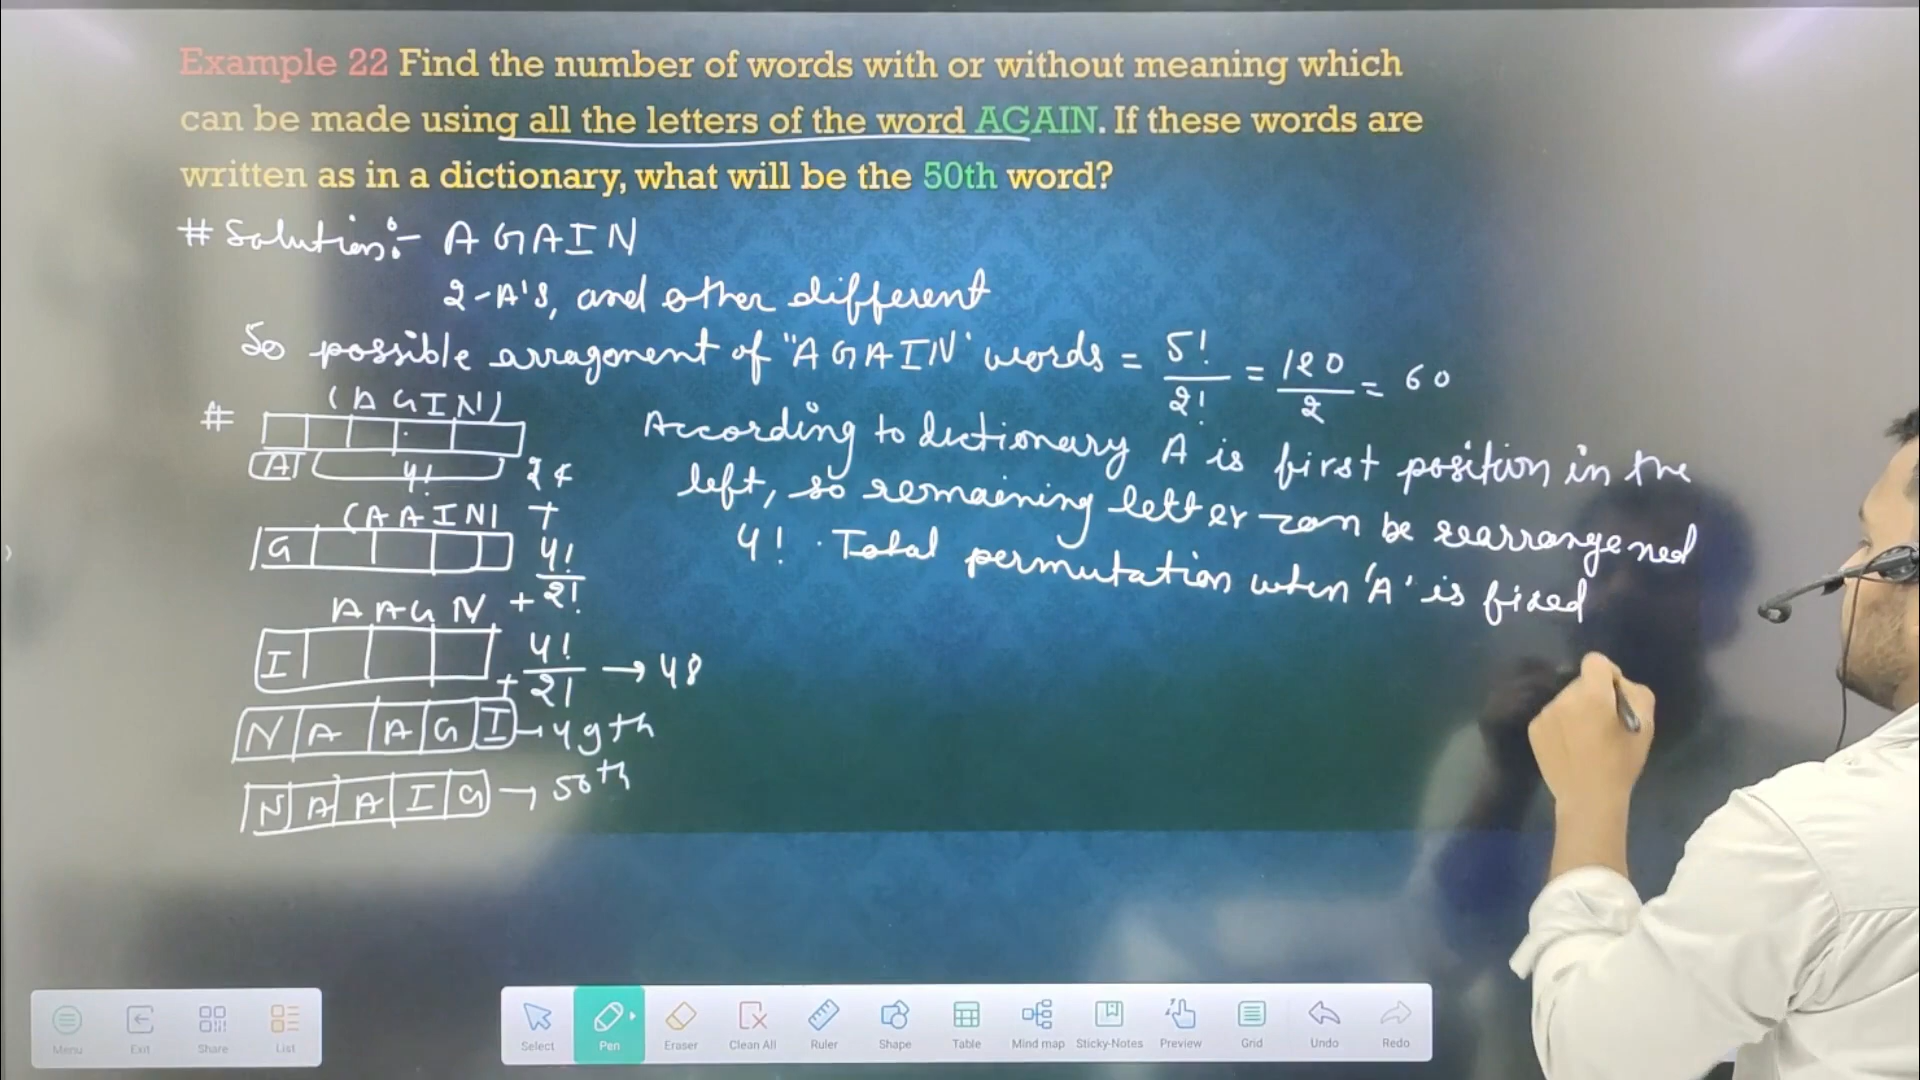 Example 22 Find the number of words with or without meaning which
can be made using all the letters of the word AGAIN. If these words are
written as in a dictionary, what will be the 50th word?
# Solution:- AGAIN
2-A's, and other different
So possible arragement of "AGAIN" words = 5!/2! = 120/2 = 60
# (AGIN)
A 4! 24
(AAIN) +
G 4!/2!
AAGN +
I 4!/2! → 48
+
N A A G I → 49th
N A A I G → 50th
According to dictionary A is first position in the
left, so remaining letter can be rearrangened
4! . Total permutation when 'A' is fixed
Menu Exit Share List Select Pen Eraser Clean All Ruler Shape Table Mind map Sticky-Notes Preview Grid Undo Redo